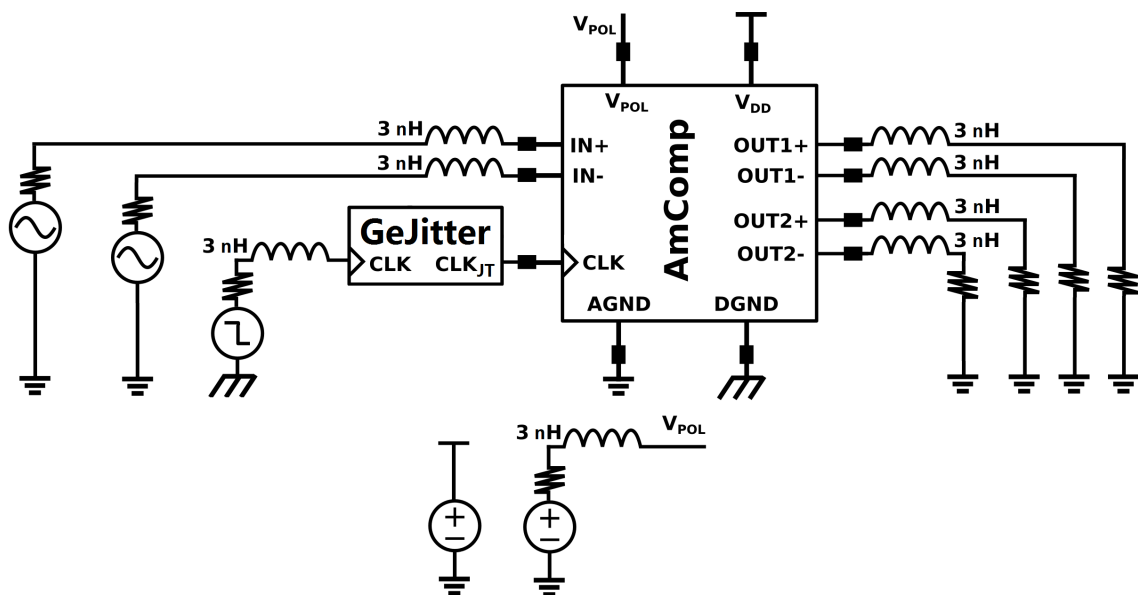 V_POL
V_POL
V_DD
3 nH
IN+
3 nH
IN-
AmComp
OUT1+
3 nH
OUT1-
3 nH
OUT2+
3 nH
OUT2-
3 nH
GeJitter
3 nH
CLK
CLK_JT
CLK
AGND
DGND
3 nH
V_POL